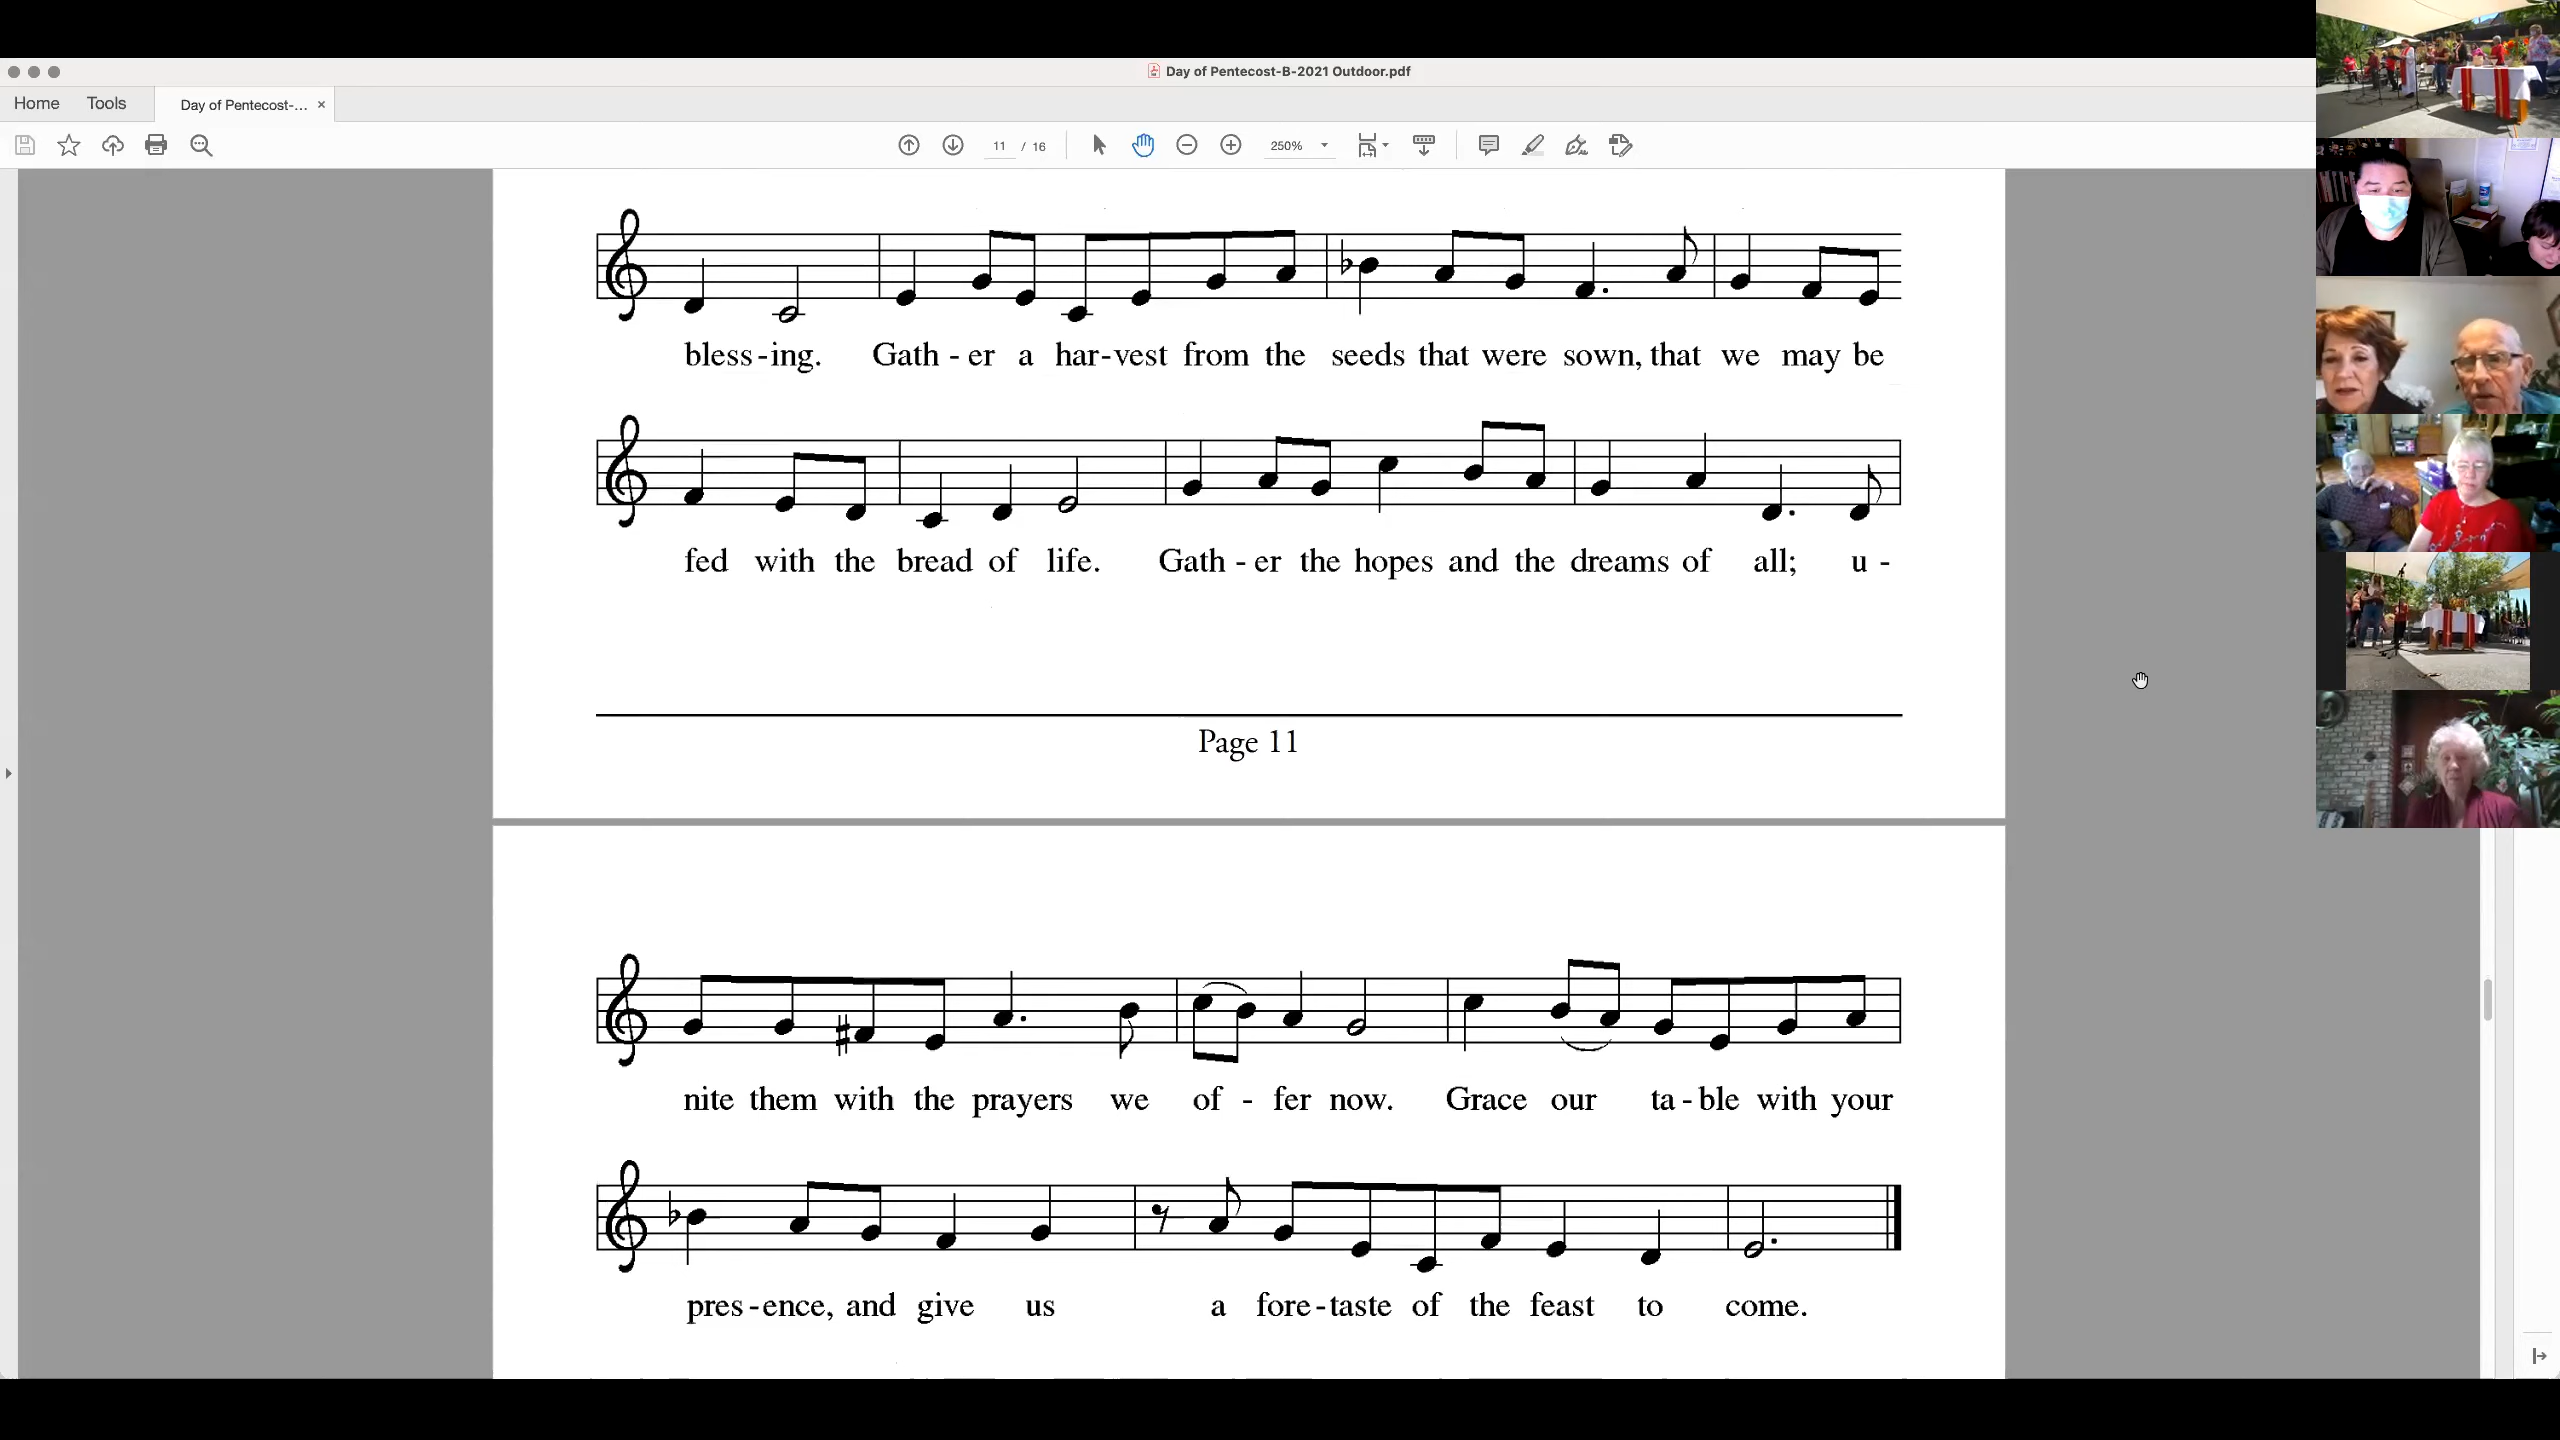 Day of Pentecost-B-2021 Outdoor.pdf
Home Tools Day of Pentecost-... ×
11 / 16 250%
bless - ing. Gath - er a har - vest from the seeds that were sown, that we may be
fed with the bread of life. Gath - er the hopes and the dreams of all; u -
Page 11
nite them with the prayers we of - fer now. Grace our ta - ble with your
pres - ence, and give us a fore - taste of the feast to come.